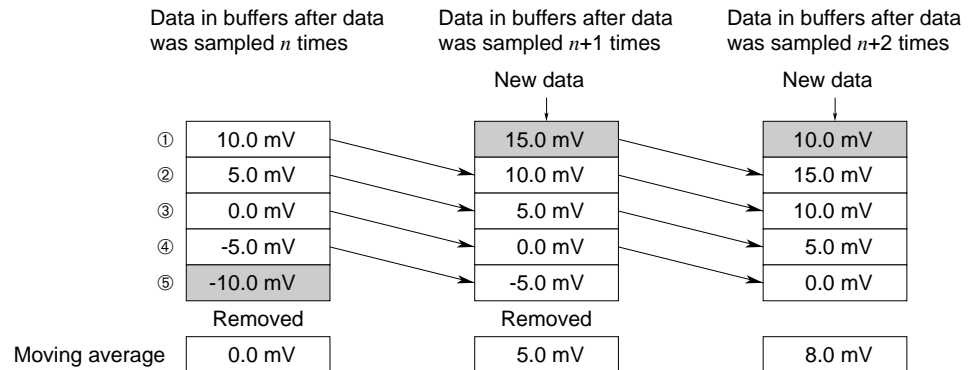 Data in buffers after data
was sampled n times
Data in buffers after data
was sampled n+1 times
Data in buffers after data
was sampled n+2 times
New data
New data
① 10.0 mV 15.0 mV 10.0 mV
② 5.0 mV 10.0 mV 15.0 mV
③ 0.0 mV 5.0 mV 10.0 mV
④ -5.0 mV 0.0 mV 5.0 mV
⑤ -10.0 mV -5.0 mV 0.0 mV
Removed Removed
Moving average 0.0 mV 5.0 mV 8.0 mV